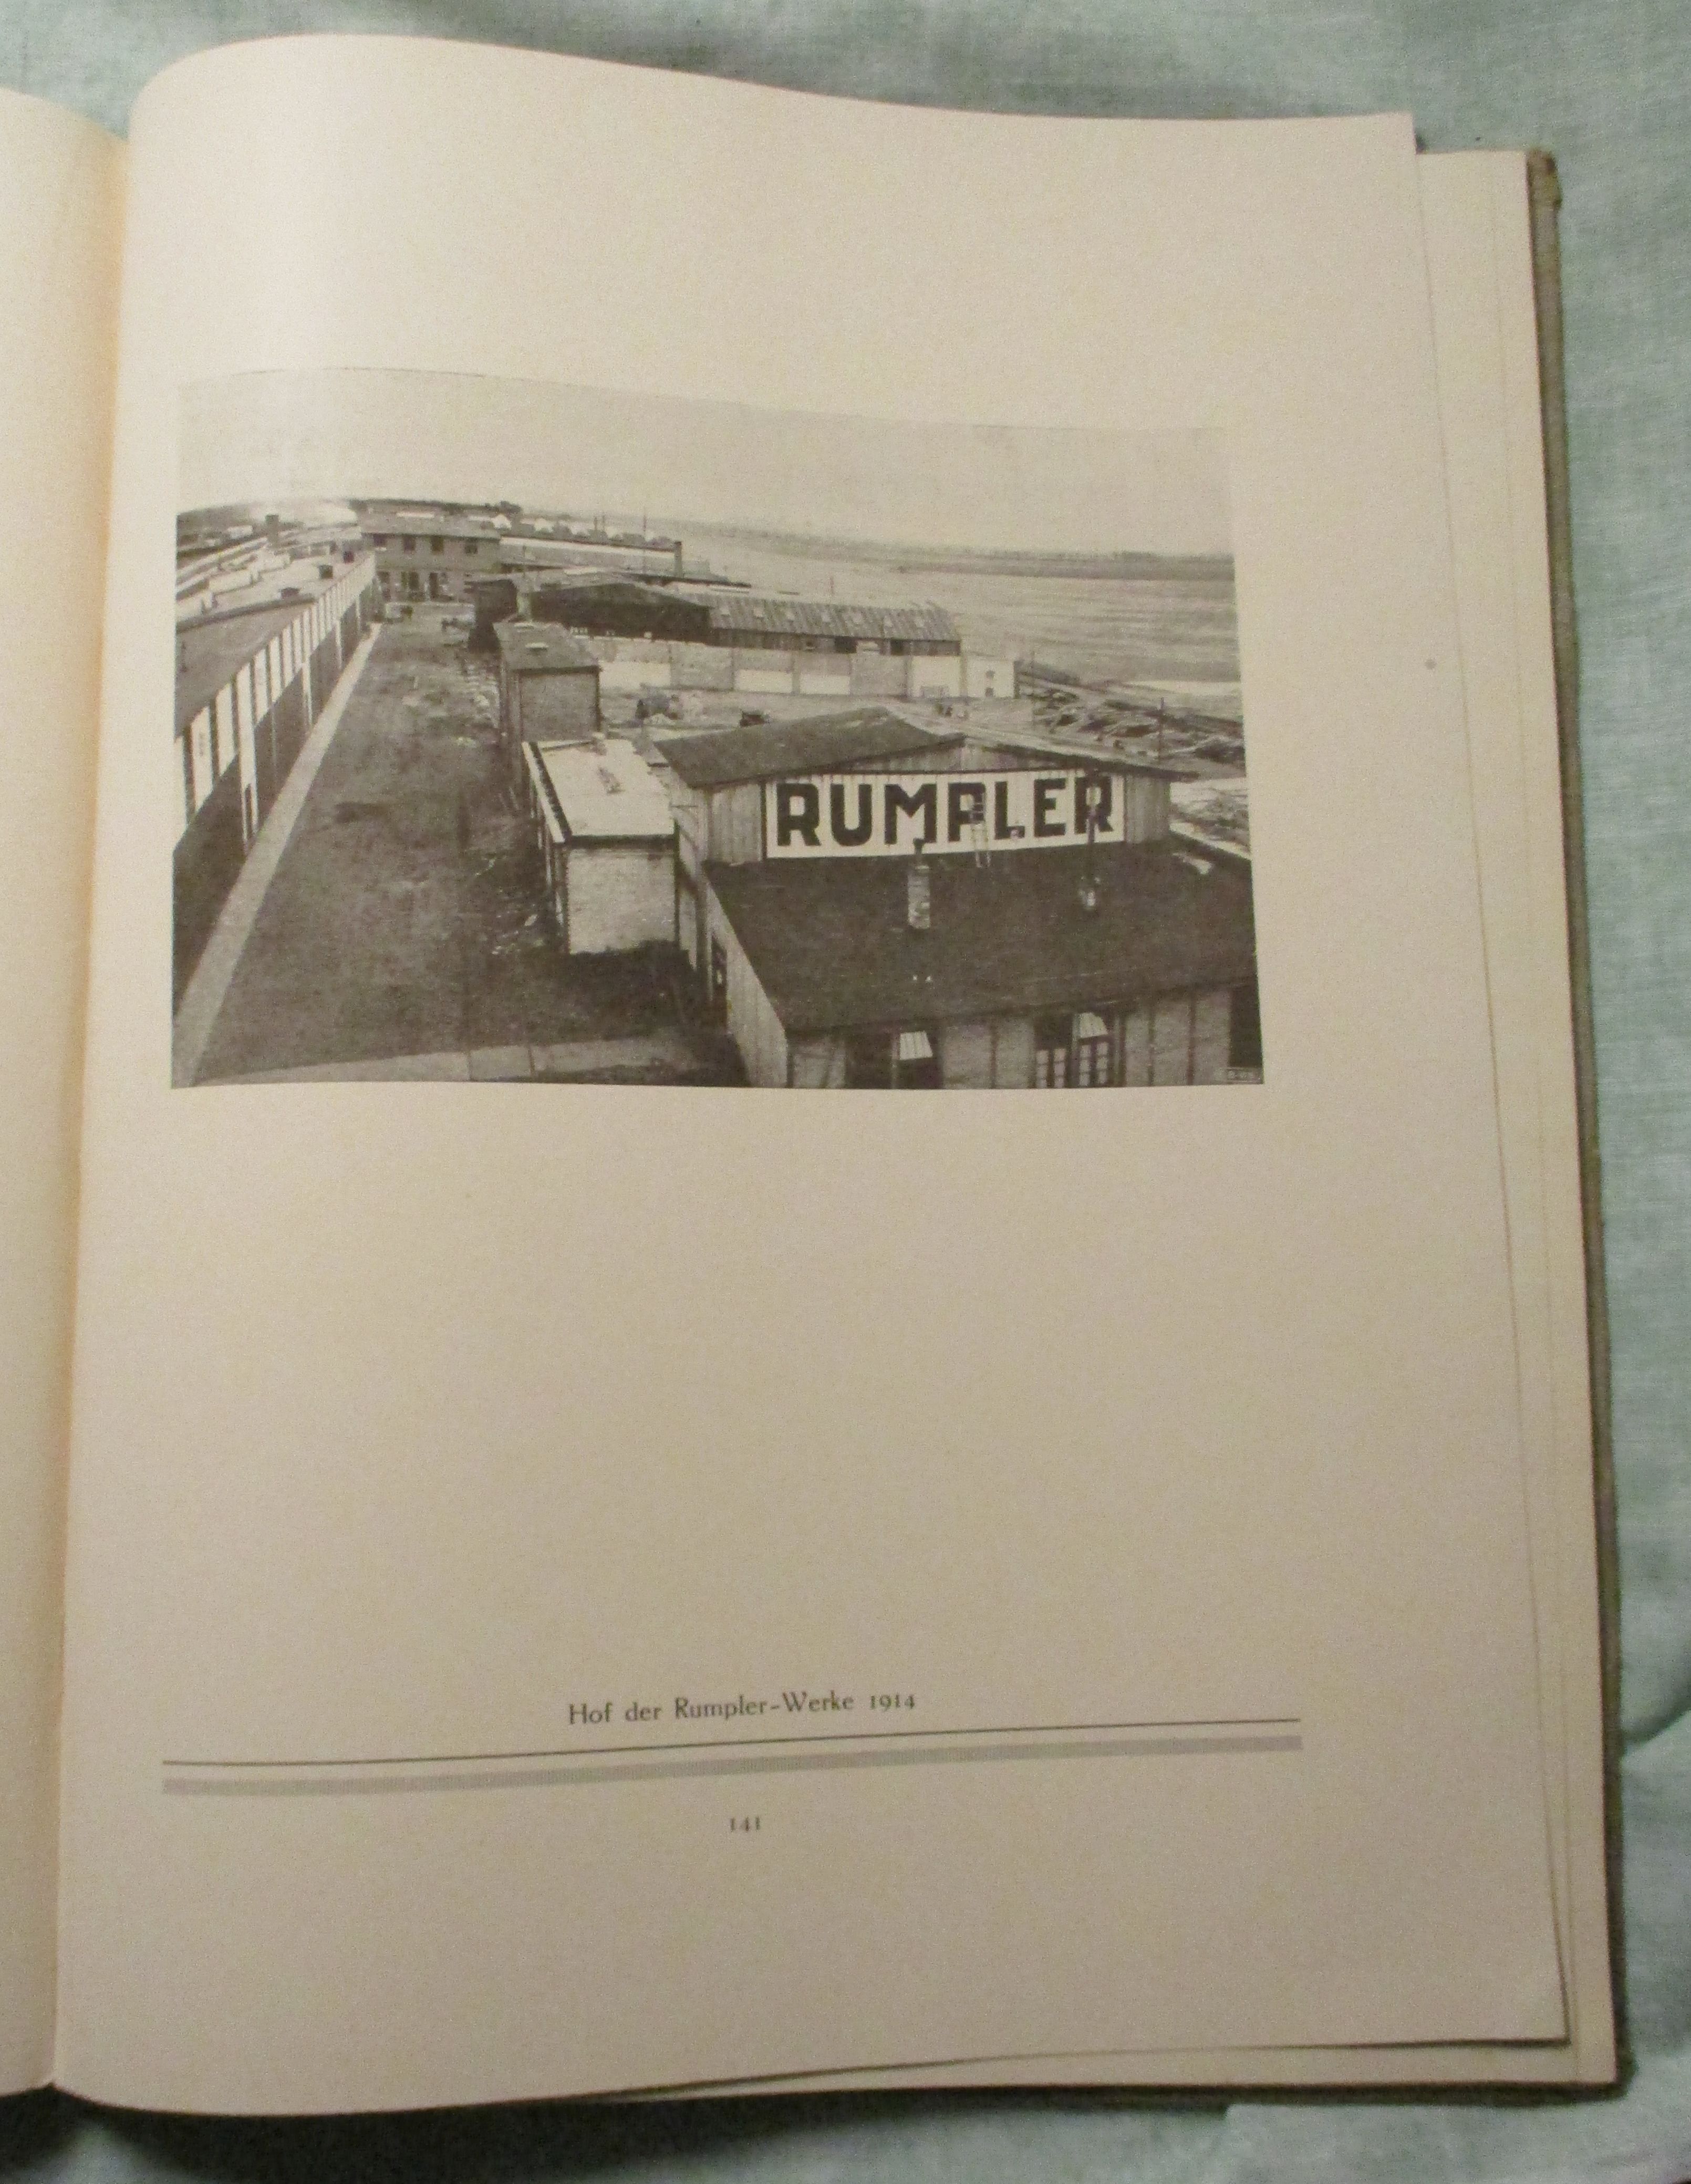 RUMPLER
Hof der Rumpler-Werke 1914
141